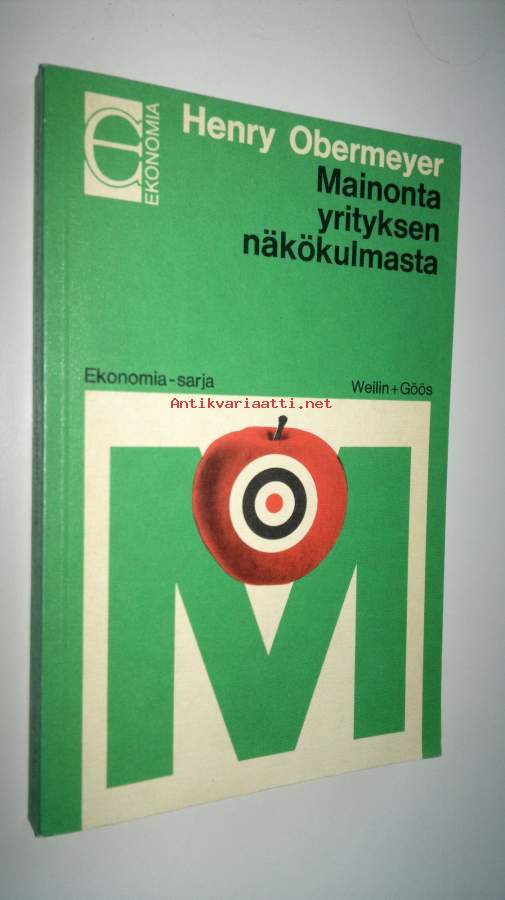 EKONOMIA
Henry Obermeyer
Mainonta
yrityksen
näkökulmasta
Ekonomia-sarja
Weilin+Göös
Antikvariaatti.net
M